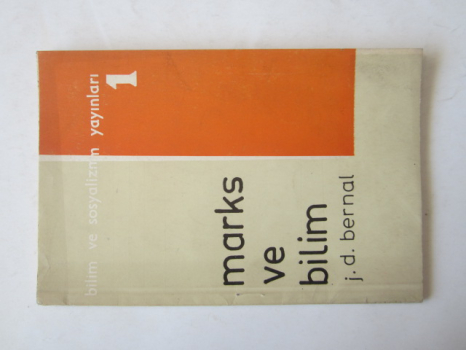 bilim ve sosyalizm yayınları
1
marks
ve
bilim
j. d. bernal